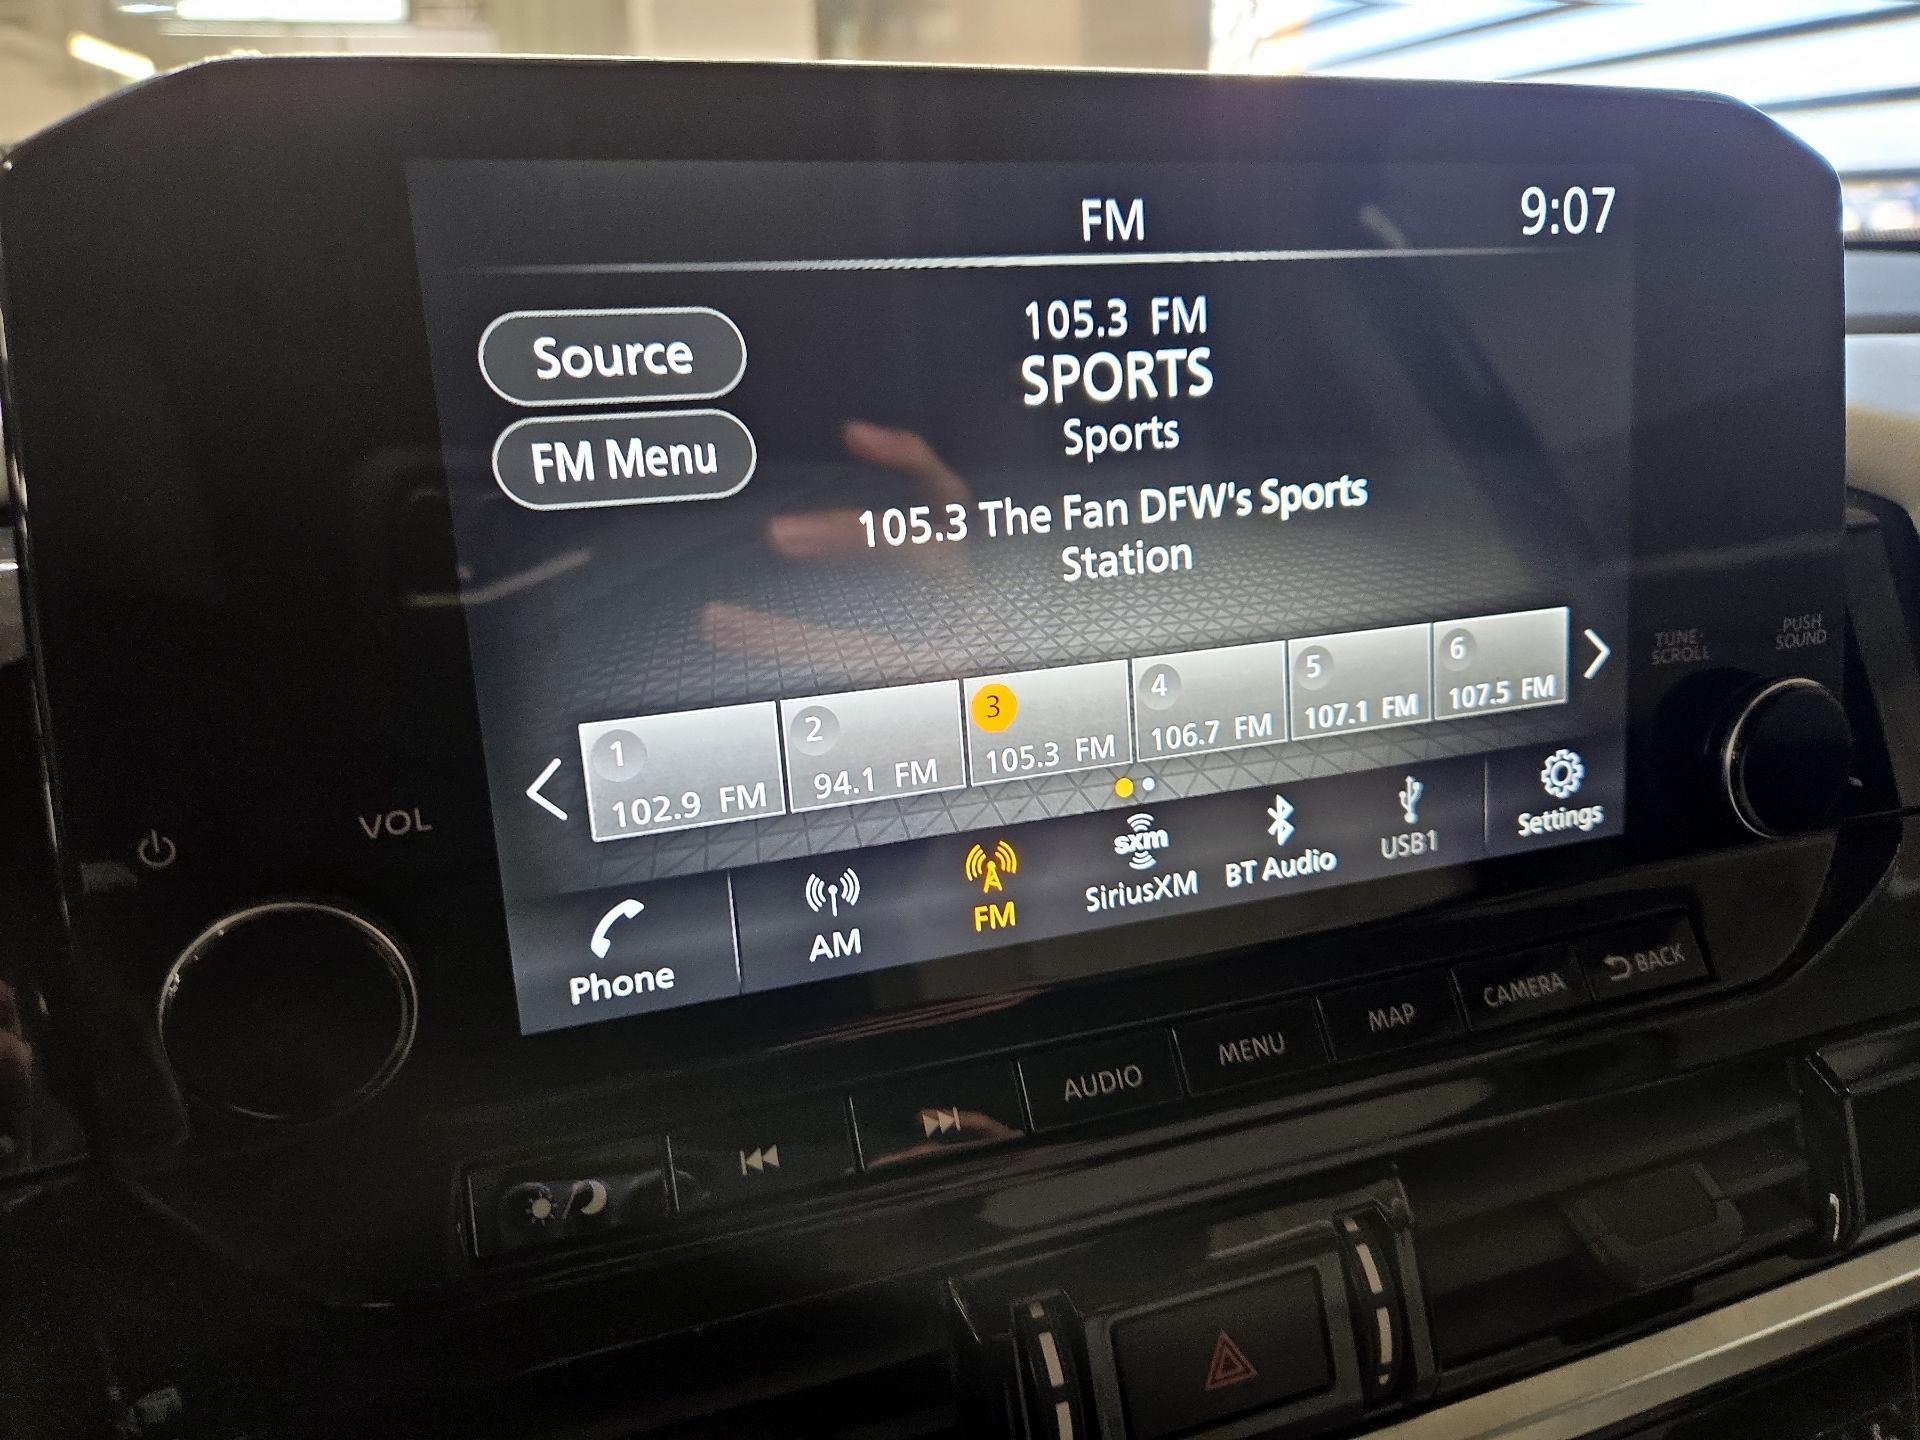 FM
9:07
Source
105.3 FM
SPORTS
Sports
FM Menu
105.3 The Fan DFW's Sports
Station
1
2
3
4
5
6
102.9 FM
94.1 FM
105.3 FM
106.7 FM
107.1 FM
107.5 FM
TUNE·
SCROLL
PUSH
SOUND
VOL
Phone
AM
FM
sxm
SiriusXM
BT Audio
USB1
Settings
AUDIO
MENU
MAP
CAMERA
BACK